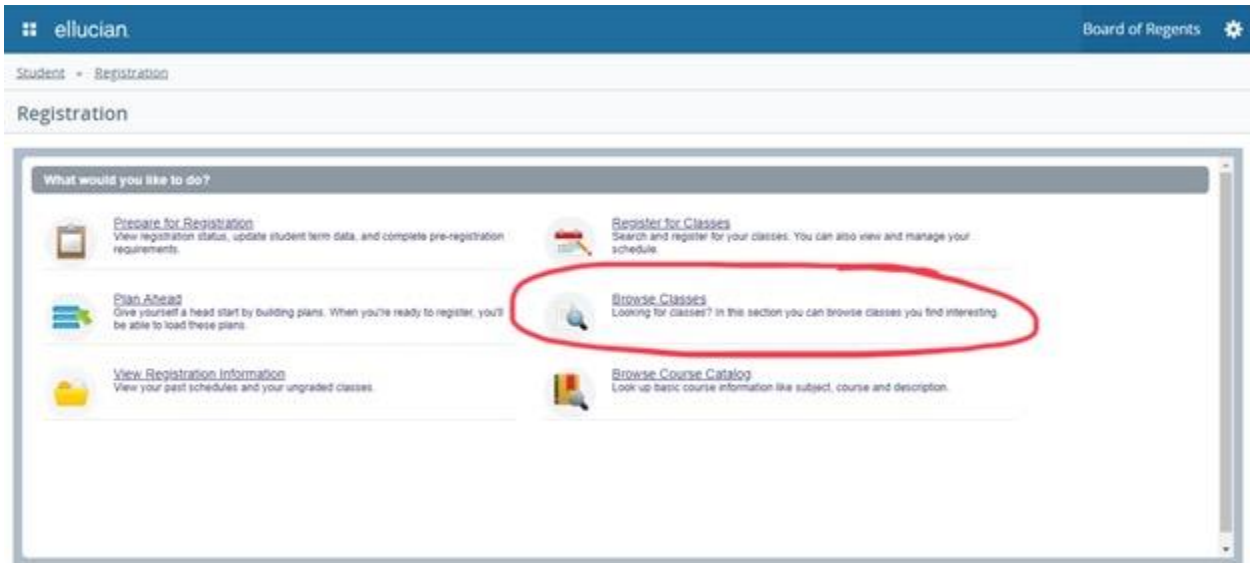 ellucian
Board of Regents
Student • Registration
Registration
What would you like to do?
Prepare for Registration
View registration status, update student term data, and complete pre-registration
requirements.
Register for Classes
Search and register for your classes. You can also view and manage your
schedule.
Plan Ahead
Give yourself a head start by building plans. When you're ready to register, you'll
be able to load these plans.
Browse Classes
Looking for classes? In this section you can browse classes you find interesting.
View Registration Information
View your past schedules and your ungraded classes.
Browse Course Catalog
Look up basic course information like subject, course and description.